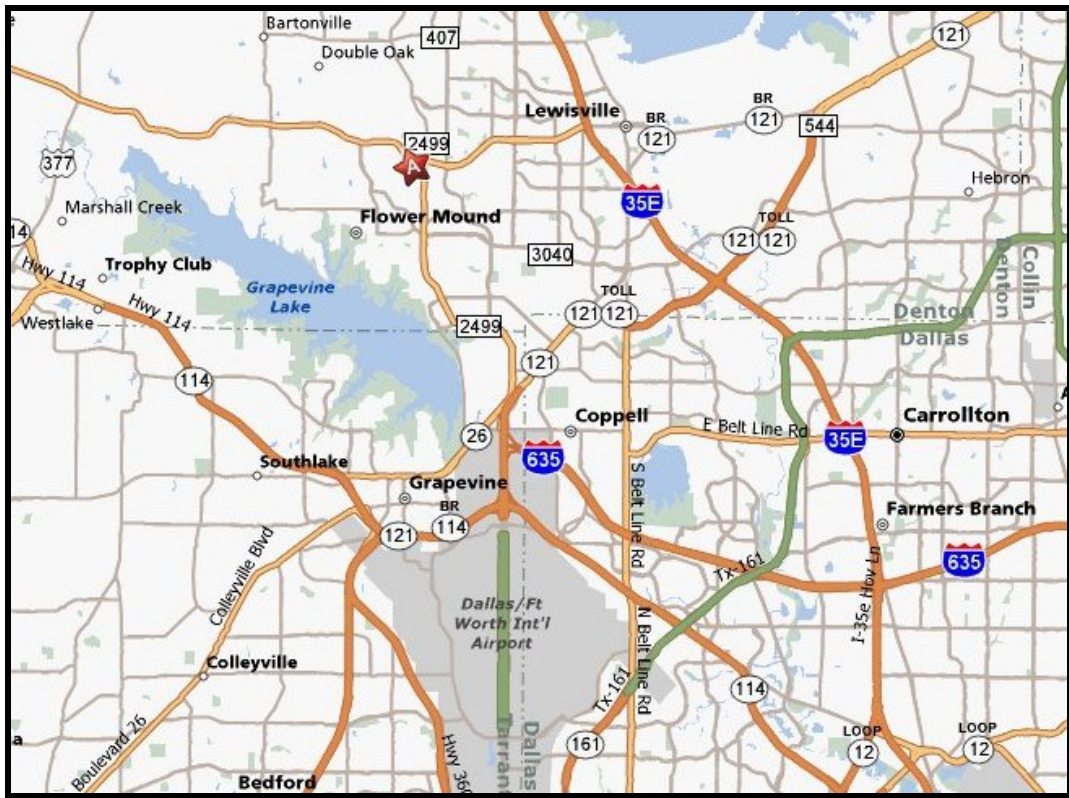 Bartonville
407
121
Double Oak
Lewisville
BR
121
BR
121
544
2499
A
377
Hebron
35E
Marshall Creek
Flower Mound
TOLL
121 121
14
3040
Trophy Club
Hwy 114
Grapevine
Lake
TOLL
121 121
Hwy 114
Westlake
2499
Denton
Collin
Denton
Dallas
121
114
Coppell
Carrollton
26
E Belt Line Rd
35E
635
Southlake
Grapevine
S Belt Line Rd
BR
114
121
Farmers Branch
635
Tx-161
I-35e Hov Ln
Colleyville Blvd
Dallas/Ft
Worth Int'l
Airport
N Belt Line Rd
Colleyville
Tx-161
114
Boulevard 26
161
LOOP
12
LOOP
12
Hwy 360
Tarrant
Dallas
Bedford